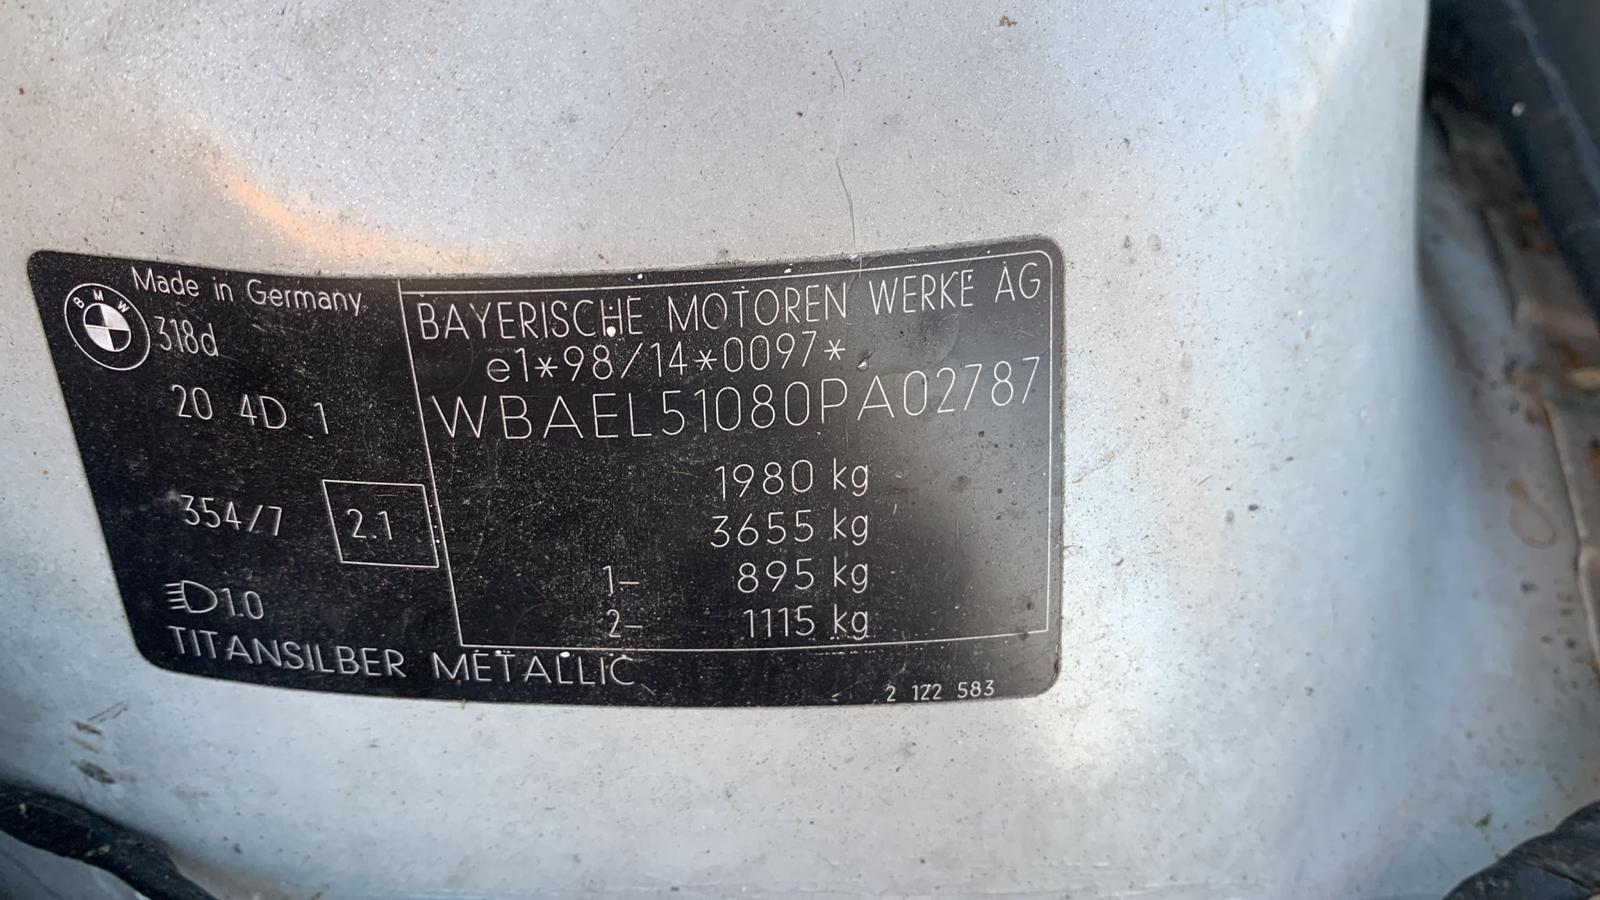 BMW
Made in Germany
318d
20 4D 1
354/7 2.1
1.0
TITANSILBER METALLIC
BAYERISCHE MOTOREN WERKE AG
e1*98/14*0097*
WBAEL51080PA02787
1980 kg
3655 kg
1- 895 kg
2- 1115 kg
2 122 583